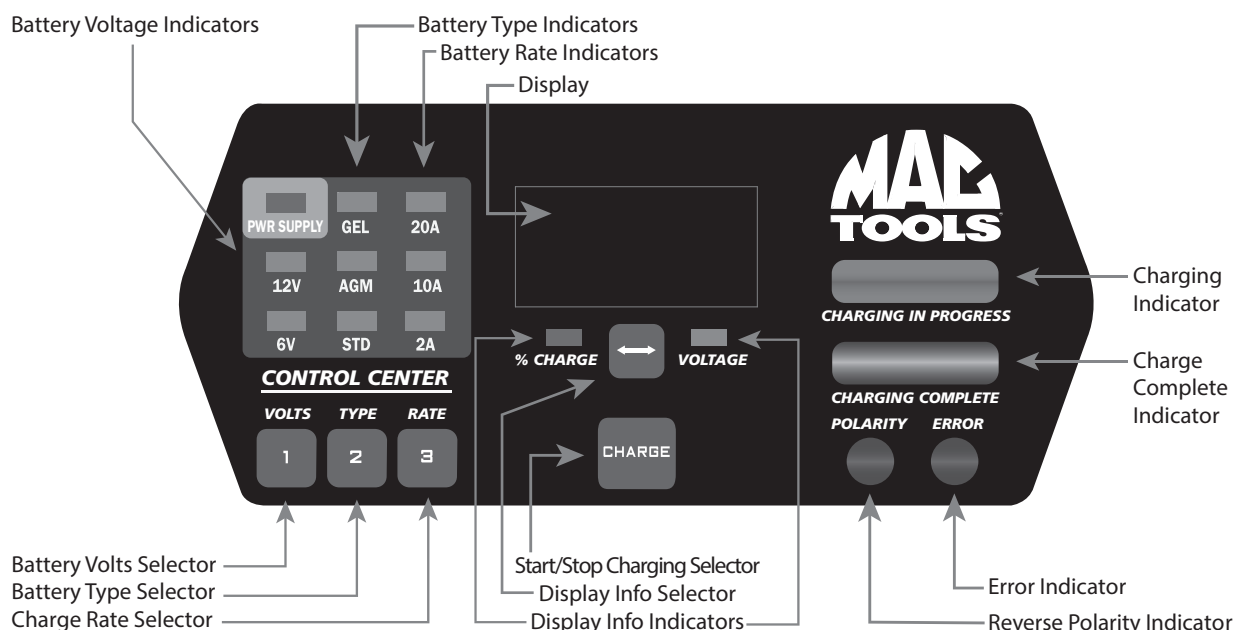 Battery Voltage Indicators
Battery Type Indicators
Battery Rate Indicators
Display
MAC
TOOLS
PWR SUPPLY GEL 20A
12V AGM 10A
6V STD 2A
CONTROL CENTER
VOLTS TYPE RATE
1 2 3
% CHARGE VOLTAGE
CHARGE
CHARGING IN PROGRESS
CHARGING COMPLETE
POLARITY ERROR
Charging
Indicator
Charge
Complete
Indicator
Battery Volts Selector
Battery Type Selector
Charge Rate Selector
Start/Stop Charging Selector
Display Info Selector
Display Info Indicators
Error Indicator
Reverse Polarity Indicator